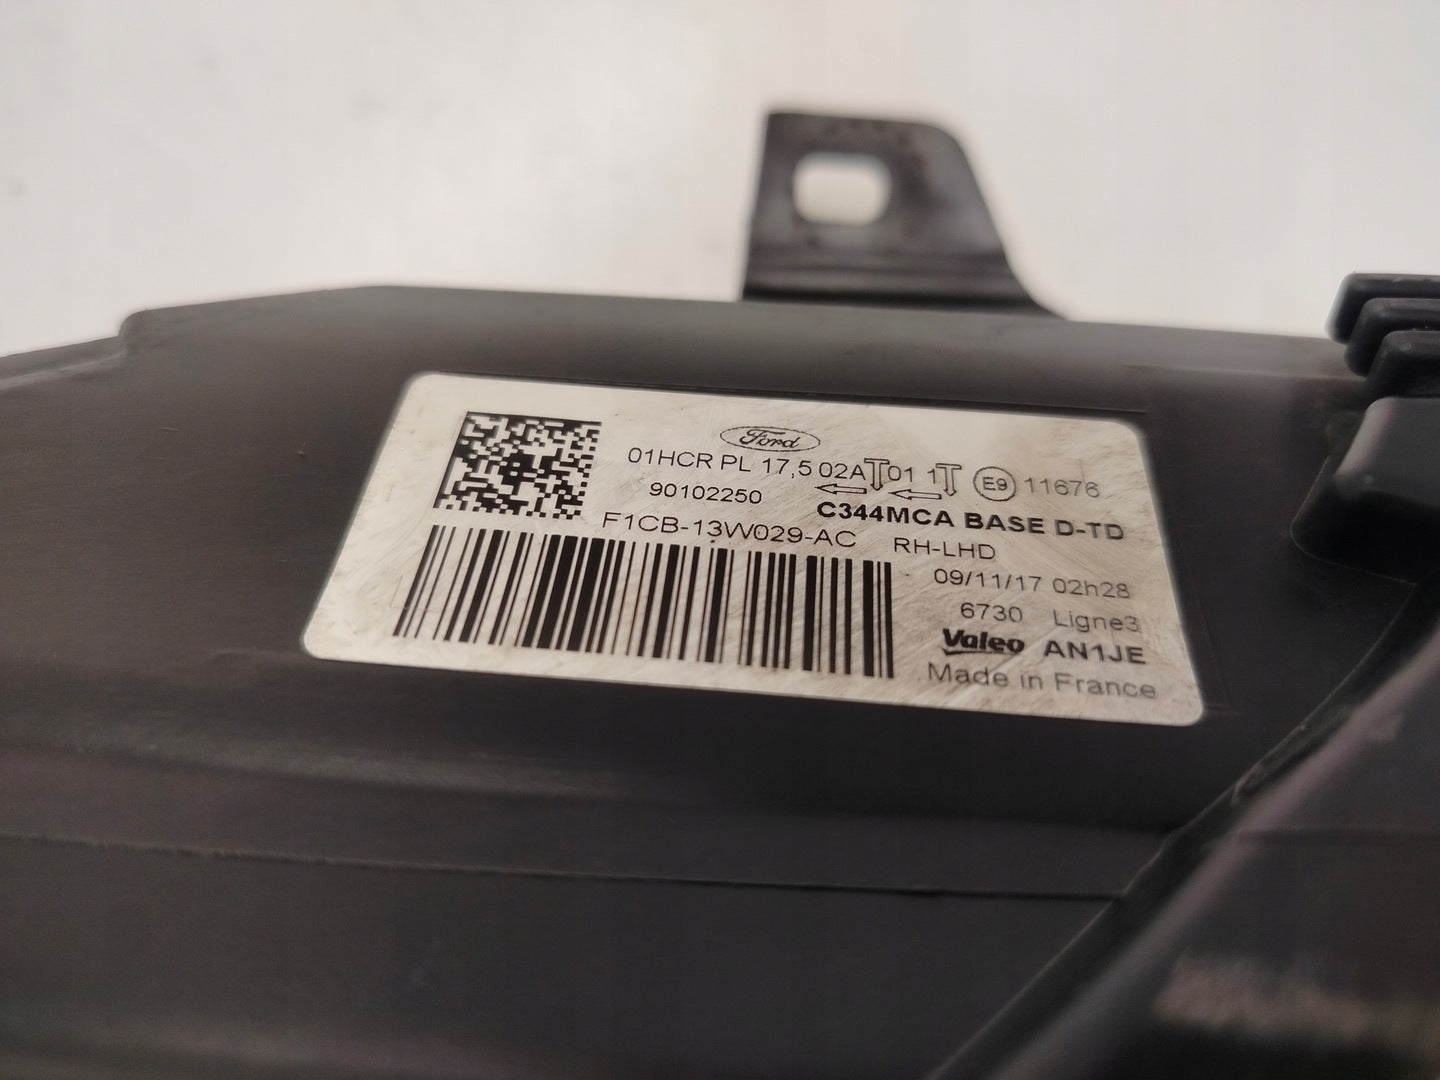 Ford
01HCR PL 17,5 02A 01 1 E9 11676
90102250
C344MCA BASE D-TD
F1CB-13W029-AC RH-LHD
09/11/17 02h28
6730 Ligne3
Valeo AN1JE
Made in France